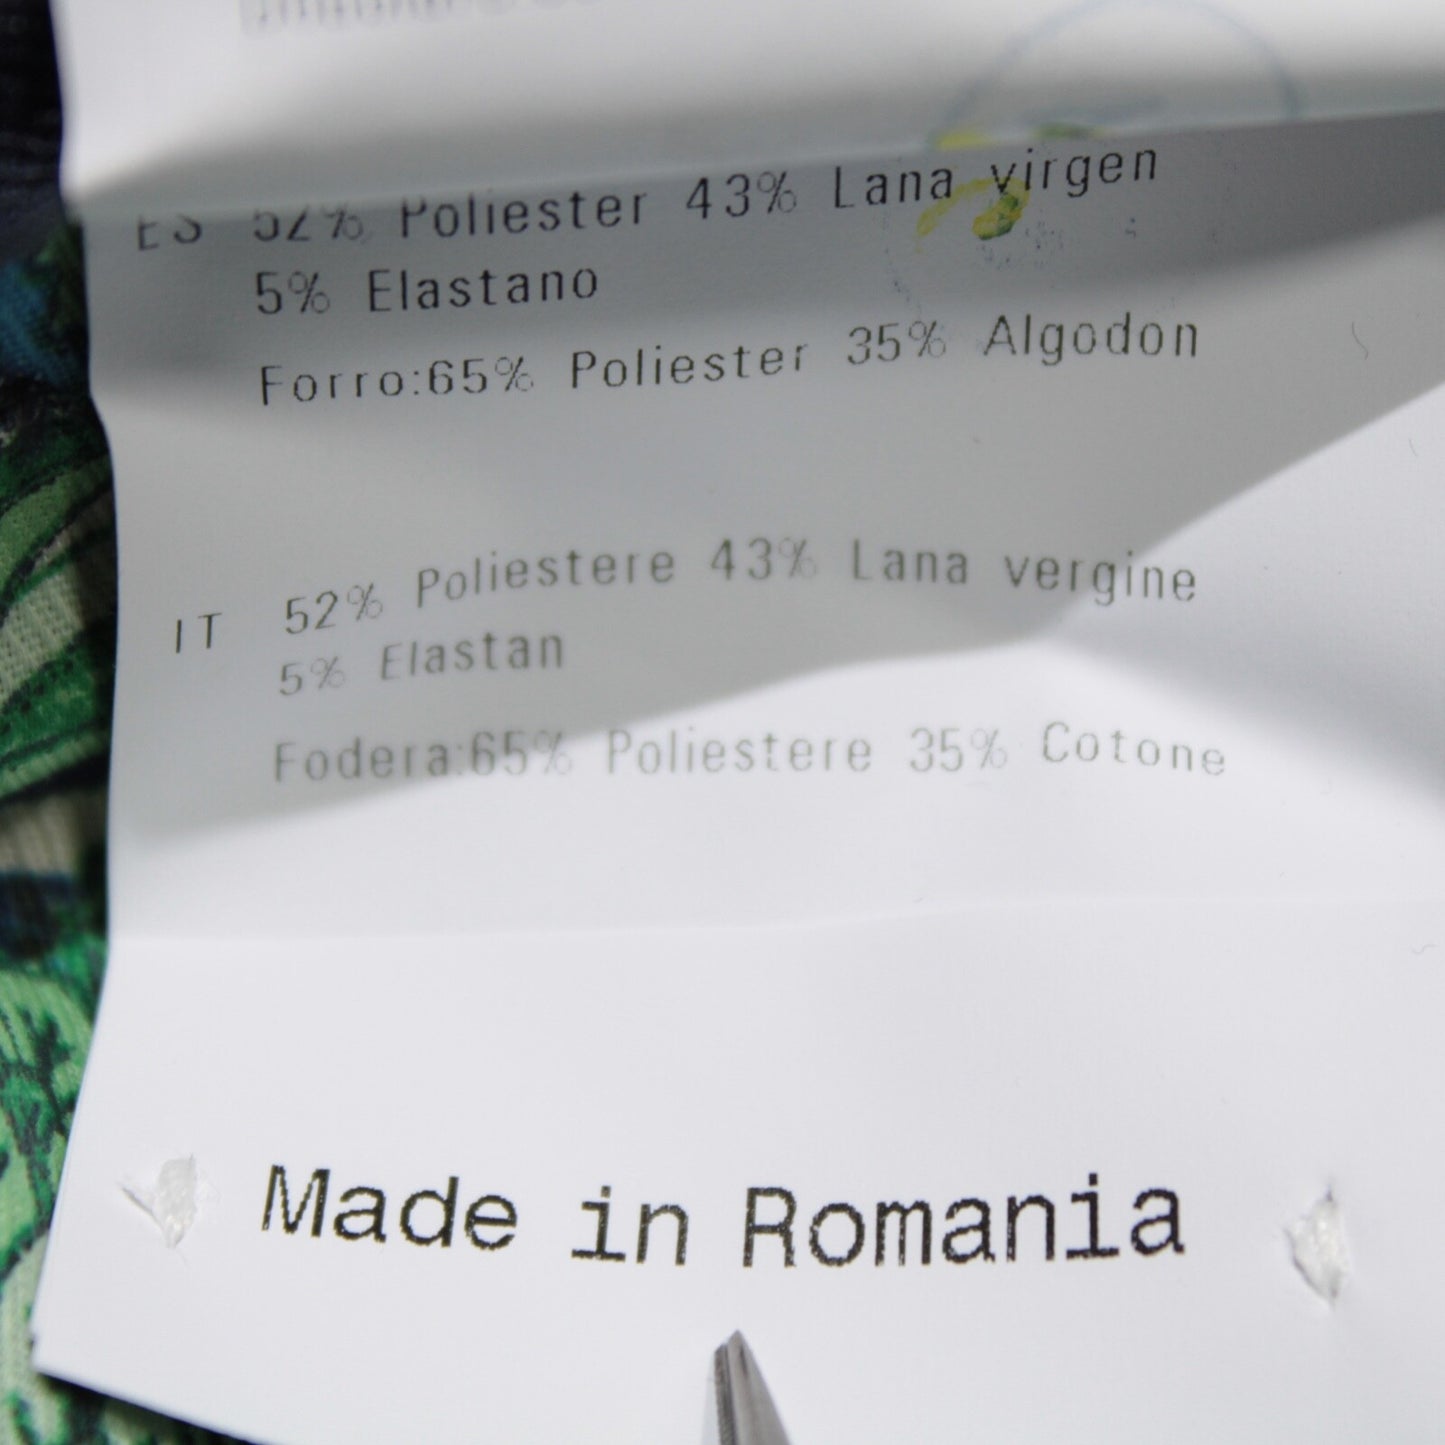 ES 52% Poliester 43% Lana virgen
5% Elastano
Forro:65% Poliester 35% Algodon
IT 52% Poliestere 43% Lana vergine
5% Elastan
Fodera:65% Poliestere 35% Cotone
Made in Romania